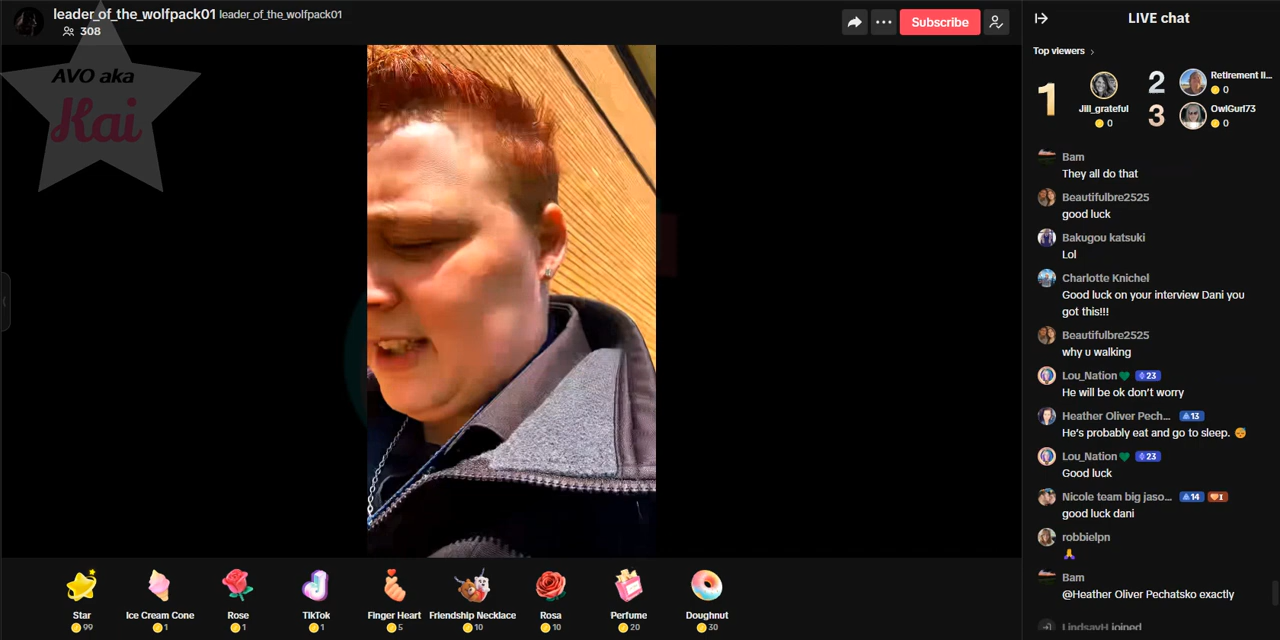 leader_of_the_wolfpack01 leader_of_the_wolfpack01
308
Subscribe
AVO aka
Kai
LIVE chat
Top viewers
1
Jill_grateful
0
2
Retirement li...
0
3
OwlGurl73
0
Bam
They all do that
Beautifulbre2525
good luck
Bakugou katsuki
Lol
Charlotte Knichel
Good luck on your interview Dani you
got this!!!
Beautifulbre2525
why u walking
Lou_Nation 23
He will be ok don't worry
Heather Oliver Pech... 13
He's probably eat and go to sleep.
Lou_Nation 23
Good luck
Nicole team big jaso... 14 1
good luck dani
robbielpn
Bam
@Heather Oliver Pechatsko exactly
LindsayH joined
Star
99
Ice Cream Cone
1
Rose
1
TikTok
1
Finger Heart
5
Friendship Necklace
10
Rosa
10
Perfume
20
Doughnut
30